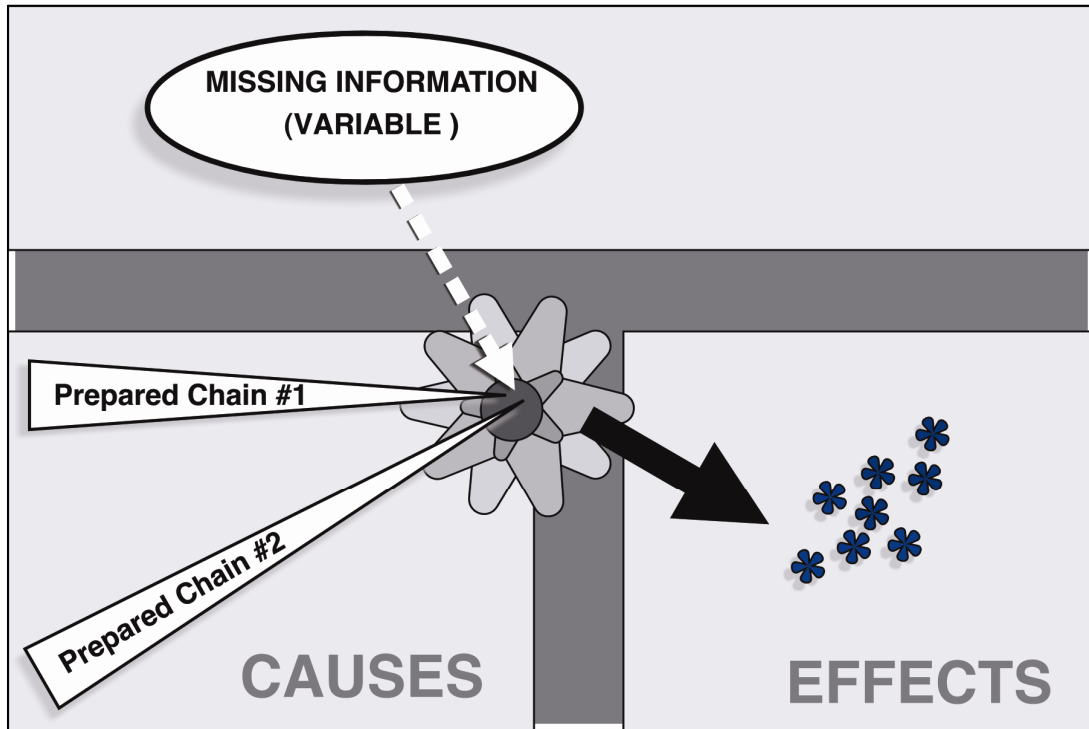 MISSING INFORMATION
(VARIABLE )
Prepared Chain #1
Prepared Chain #2
CAUSES
EFFECTS